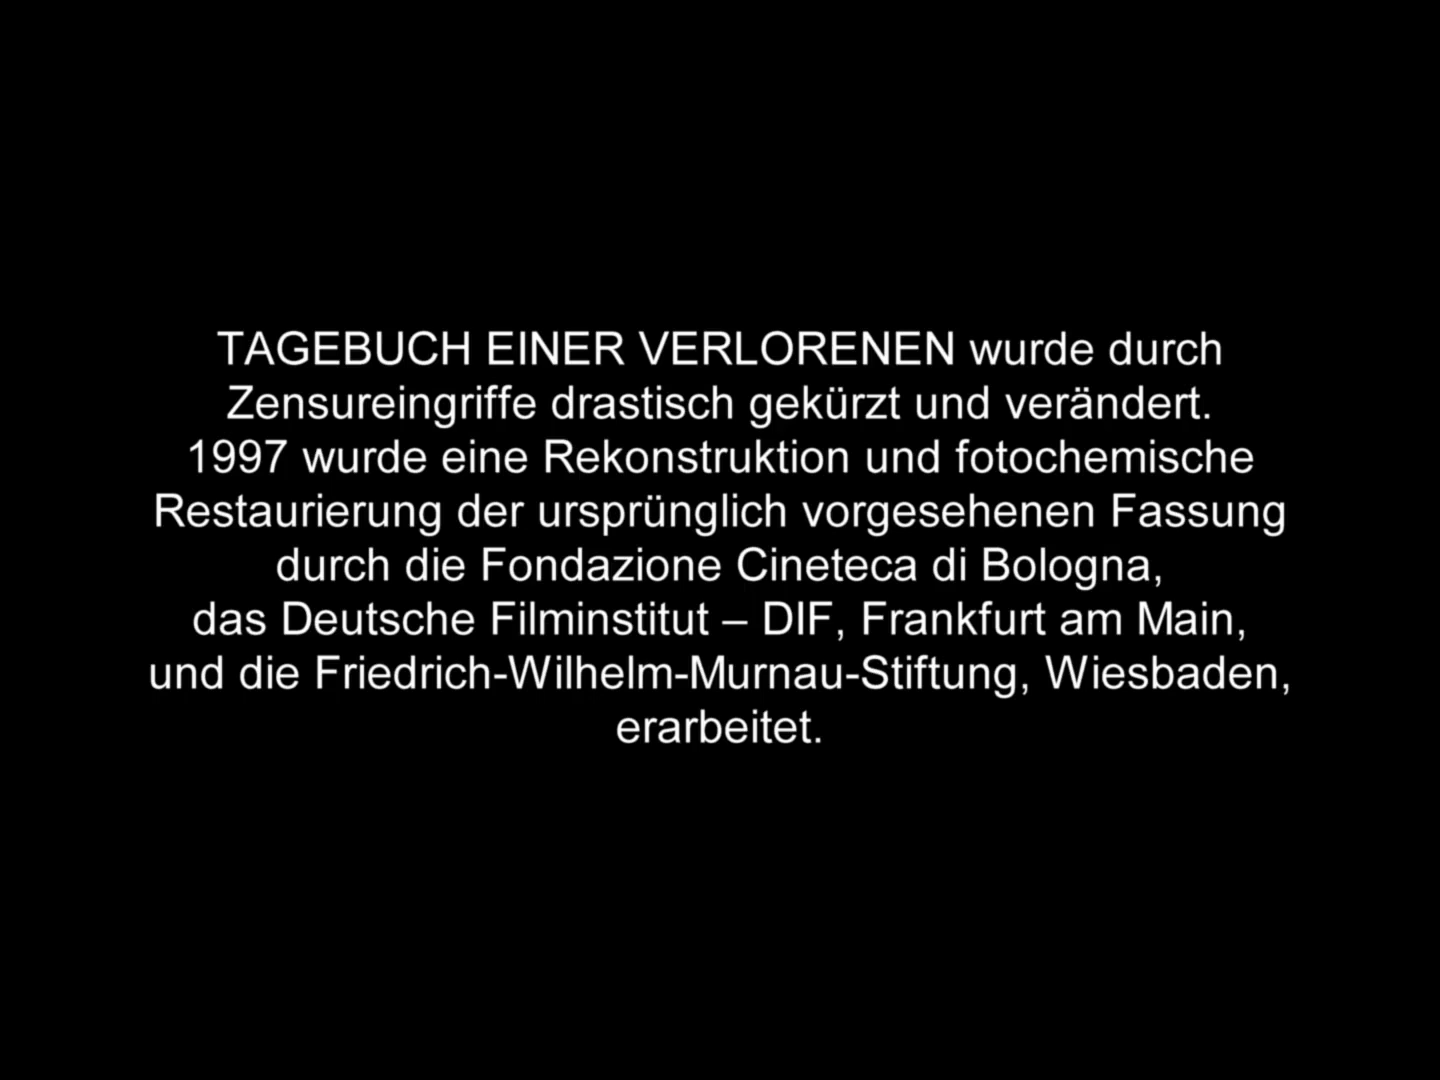 TAGEBUCH EINER VERLORENEN wurde durch
Zensureingriffe drastisch gekürzt und verändert.
1997 wurde eine Rekonstruktion und fotochemische
Restaurierung der ursprünglich vorgesehenen Fassung
durch die Fondazione Cineteca di Bologna,
das Deutsche Filminstitut – DIF, Frankfurt am Main,
und die Friedrich-Wilhelm-Murnau-Stiftung, Wiesbaden,
erarbeitet.